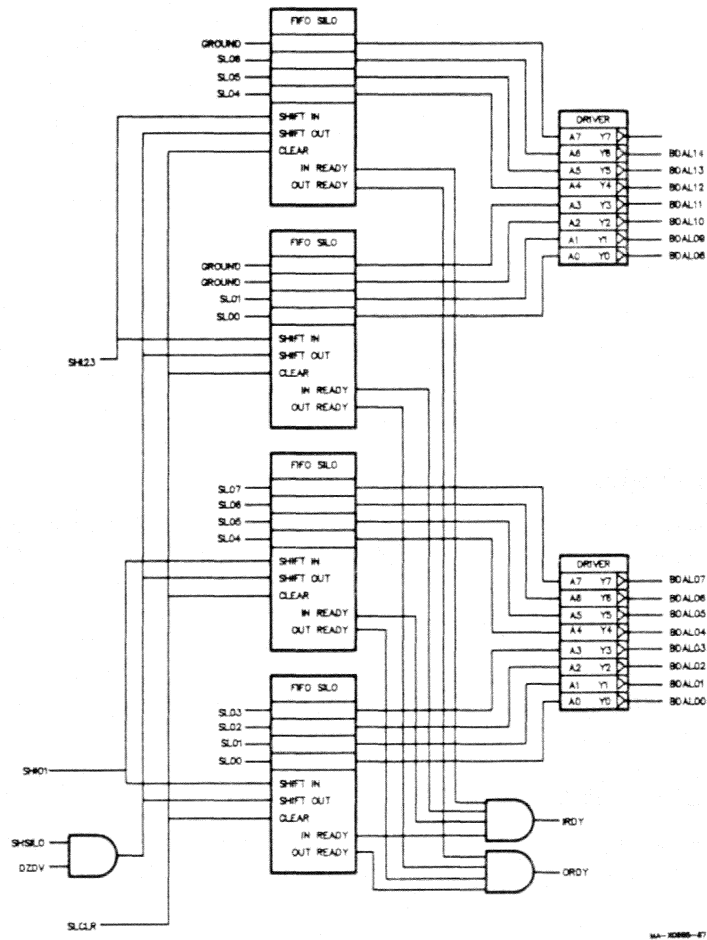 FIFO SILO
GROUND
SL06
SL05
SL04
SHIFT IN
SHIFT OUT
CLEAR
IN READY
OUT READY
DRIVER
A7 Y7
A6 Y6 BDAL14
A5 Y5 BDAL13
A4 Y4 BDAL12
A3 Y3 BDAL11
A2 Y2 BDAL10
A1 Y1 BDAL09
A0 Y0 BDAL08
FIFO SILO
GROUND
GROUND
SL01
SL00
SHIFT IN
SHIFT OUT
CLEAR
IN READY
OUT READY
SHI23
FIFO SILO
SL07
SL06
SL05
SL04
SHIFT IN
SHIFT OUT
CLEAR
IN READY
OUT READY
DRIVER
A7 Y7 BDAL07
A6 Y6 BDAL06
A5 Y5 BDAL05
A4 Y4 BDAL04
A3 Y3 BDAL03
A2 Y2 BDAL02
A1 Y1 BDAL01
A0 Y0 BDAL00
FIFO SILO
SL03
SL02
SL01
SL00
SHIFT IN
SHIFT OUT
CLEAR
IN READY
OUT READY
SHI01
SHSILO
DZDV
SLCLR
IRDY
ORDY